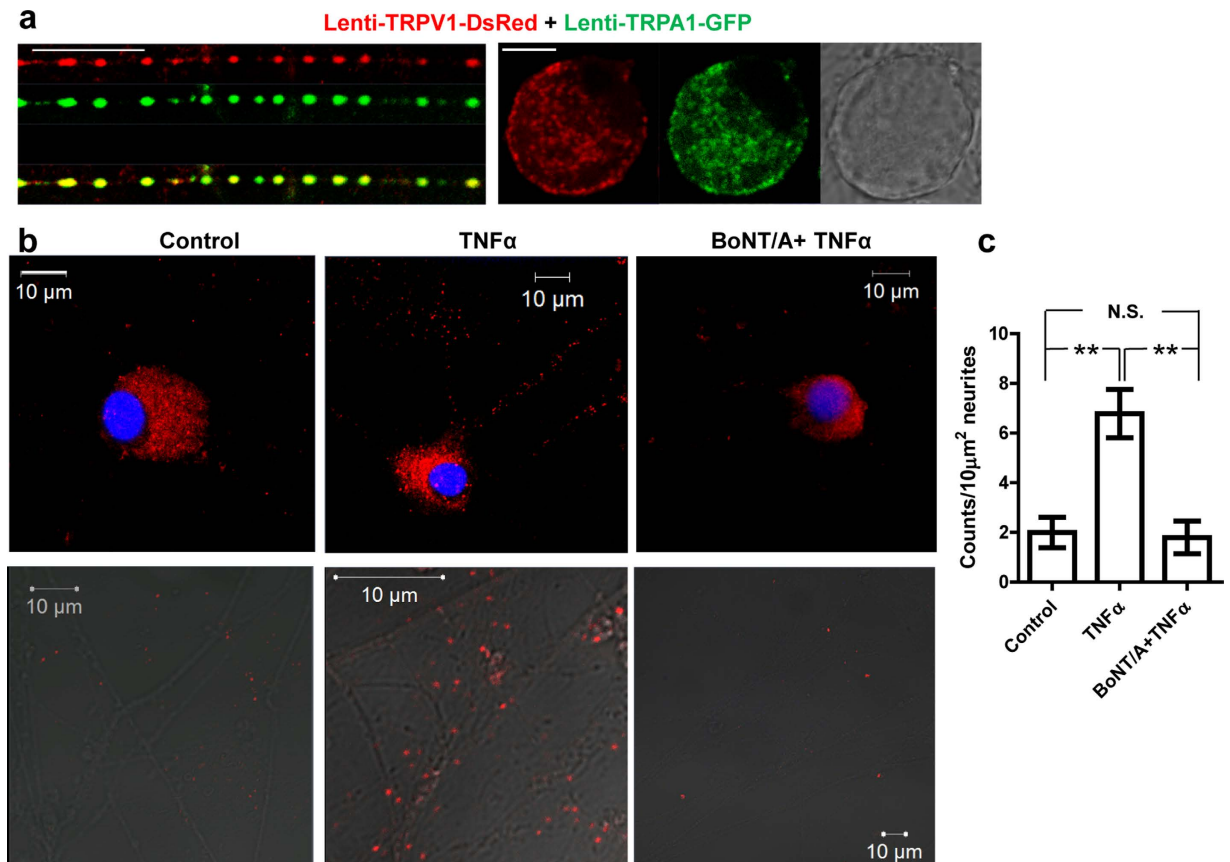 a
Lenti-TRPV1-DsRed + Lenti-TRPA1-GFP
b
Control
TNFα
BoNT/A+ TNFα
10 µm
10 µm
10 µm
10 µm
10 µm
10 µm
c
N.S.
** **
10
8
6
4
2
0
Counts/10µm² neurites
Control
TNFα
BoNT/A+TNFα